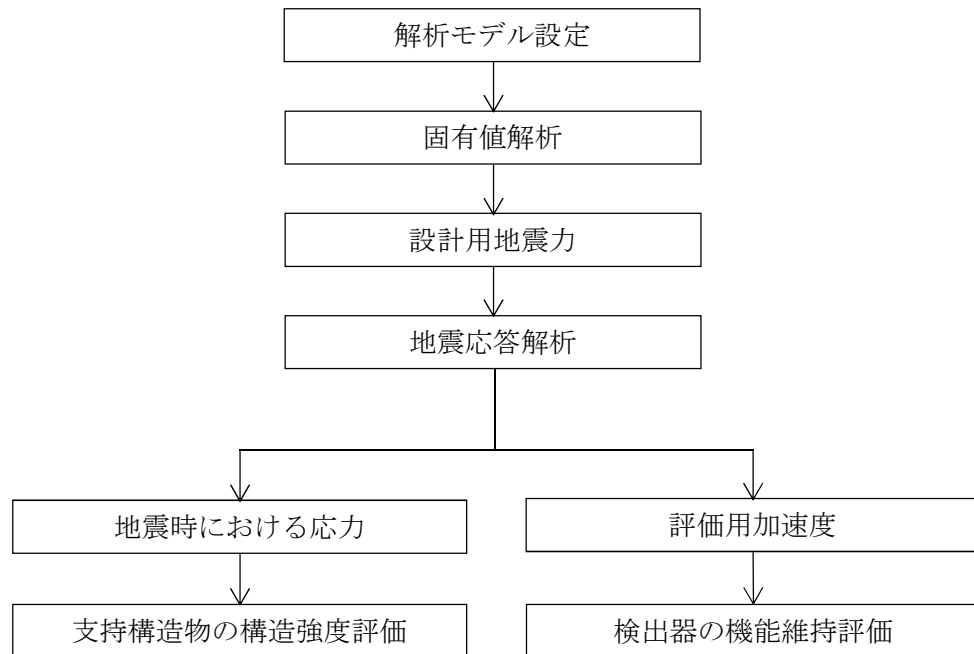 解析モデル設定
固有値解析
設計用地震力
地震応答解析
地震時における応力
評価用加速度
支持構造物の構造強度評価
検出器の機能維持評価